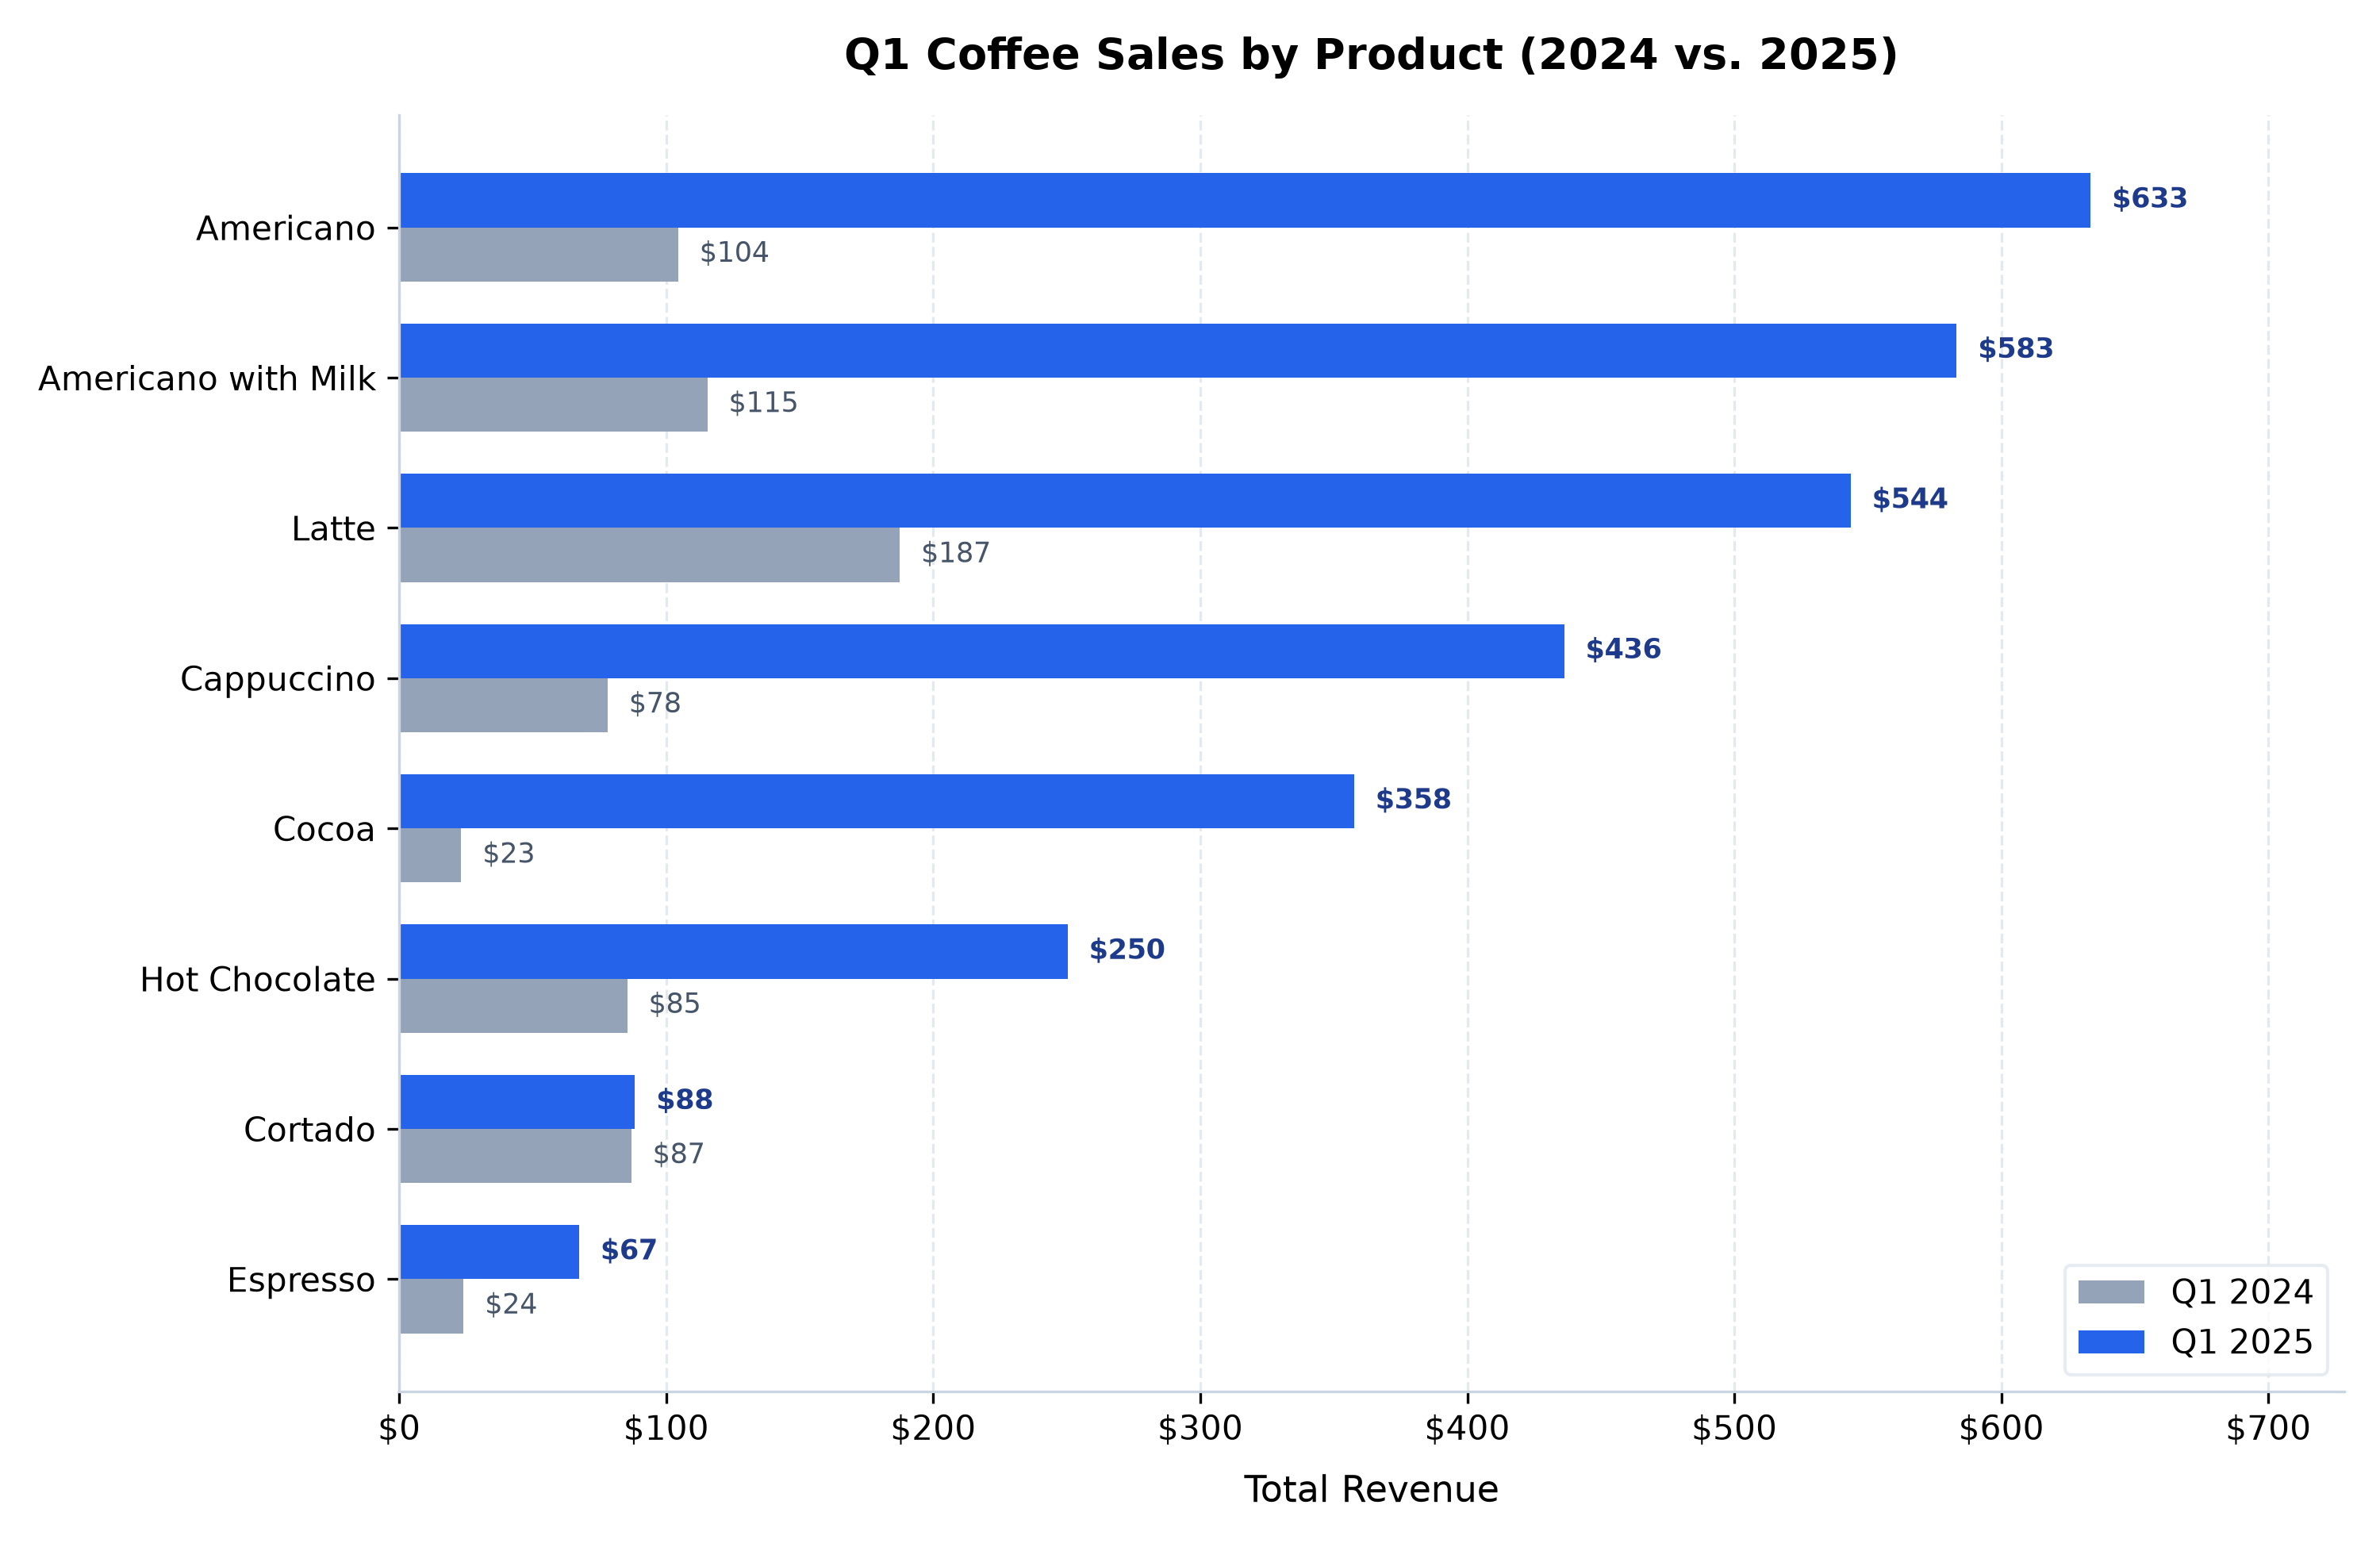 Q1 Coffee Sales by Product (2024 vs. 2025)
Americano
$633
$104
Americano with Milk
$583
$115
Latte
$544
$187
Cappuccino
$436
$78
Cocoa
$358
$23
Hot Chocolate
$250
$85
Cortado
$88
$87
Espresso
$67
$24
Q1 2024
Q1 2025
$0 $100 $200 $300 $400 $500 $600 $700
Total Revenue